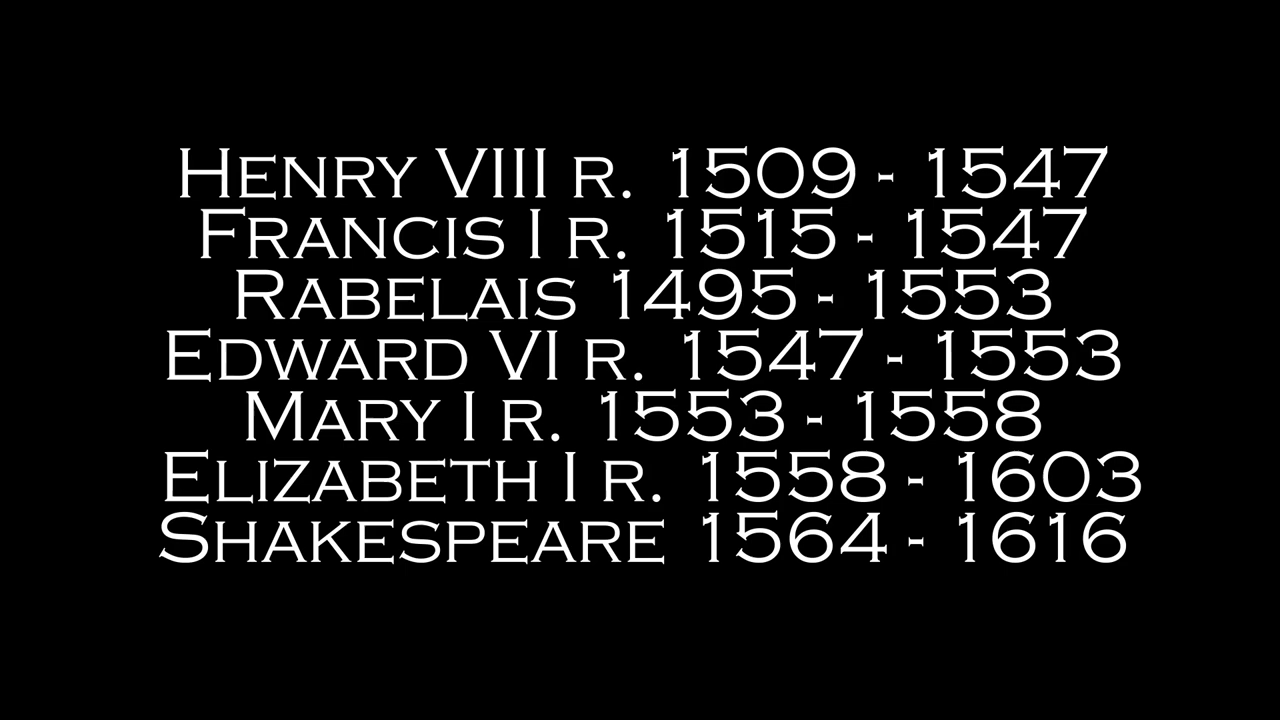 Henry VIII r. 1509 - 1547
Francis I r. 1515 - 1547
Rabelais 1495 - 1553
Edward VI r. 1547 - 1553
Mary I r. 1553 - 1558
Elizabeth I r. 1558 - 1603
Shakespeare 1564 - 1616